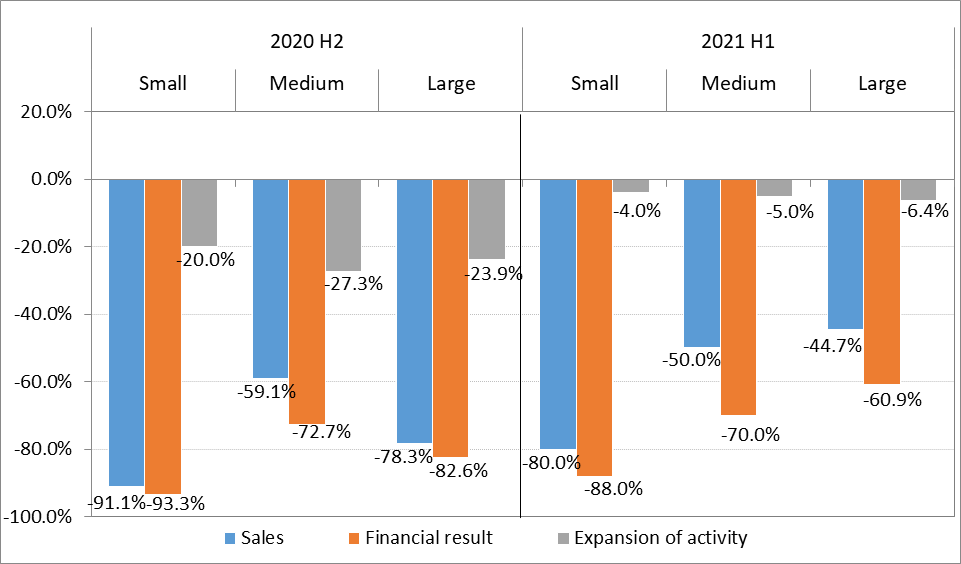 2020 H2 2021 H1
Small Medium Large Small Medium Large
20.0%
0.0%
-4.0% -5.0% -6.4%
-20.0%
-20.0% -27.3% -23.9%
-40.0%
-44.7%
-50.0%
-60.0%
-59.1% -60.9%
-72.7% -70.0%
-80.0%
-78.3% -82.6% -80.0%
-88.0%
-91.1% -93.3%
-100.0%
Sales Financial result Expansion of activity